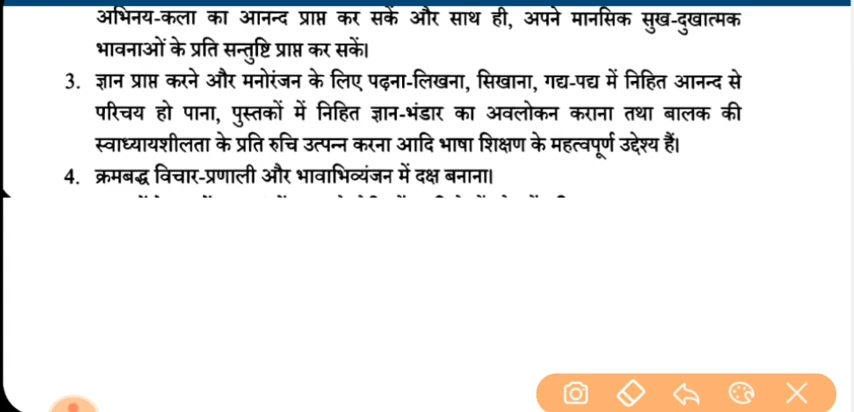 अभिनय-कला का आनन्द प्राप्त कर सकें और साथ ही, अपने मानसिक सुख-दुखात्मक
भावनाओं के प्रति सन्तुष्टि प्राप्त कर सकें।
3. ज्ञान प्राप्त करने और मनोरंजन के लिए पढ़ना-लिखना, सिखाना, गद्य-पद्य में निहित आनन्द से
परिचय हो पाना, पुस्तकों में निहित ज्ञान-भंडार का अवलोकन कराना तथा बालक की
स्वाध्यायशीलता के प्रति रुचि उत्पन्न करना आदि भाषा शिक्षण के महत्वपूर्ण उद्देश्य हैं।
4. क्रमबद्ध विचार-प्रणाली और भावाभिव्यंजन में दक्ष बनाना।